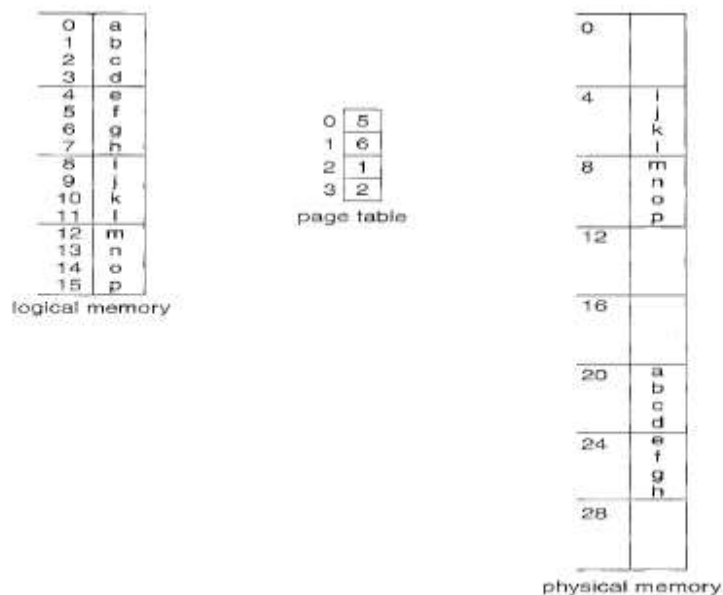 0 a
1 b
2 c
3 d
4 e
5 f
6 g
7 h
8 i
9 j
10 k
11 l
12 m
13 n
14 o
15 p
logical memory
0 5
1 6
2 1
3 2
page table
0
4 i
j
k
l
8 m
n
o
p
12
16
20 a
b
c
d
24 e
f
g
h
28
physical memory